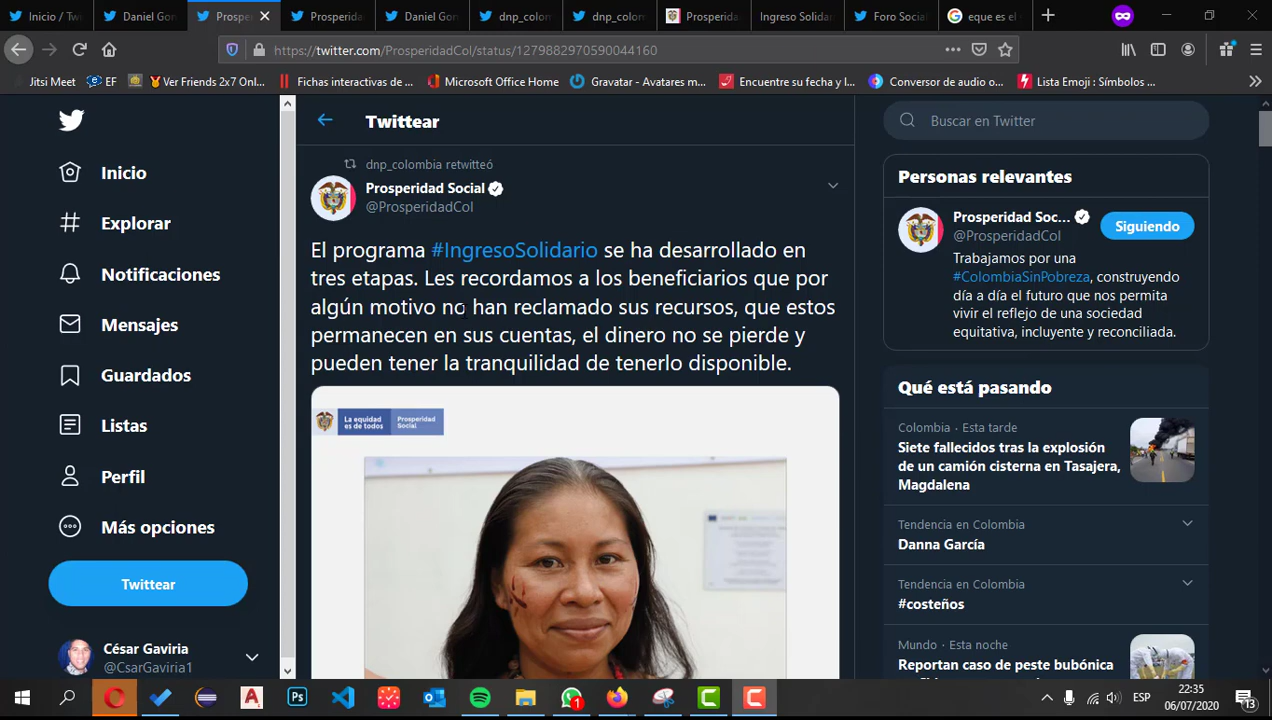 Inicio / Tw
Daniel Gon
Prospe
Prosperida
Daniel Gon
dnp_colom
dnp_colom
Prosperida
Ingreso Solidar
Foro Social
eque es el
https://twitter.com/ProsperidadCol/status/1279882970590044160
Jitsi Meet
EF
Ver Friends 2x7 Onl...
Fichas interactivas de ...
Microsoft Office Home
Gravatar - Avatares m...
Encuentre su fecha y l...
Conversor de audio o...
Lista Emoji : Símbolos ...
Inicio
Explorar
Notificaciones
Mensajes
Guardados
Listas
Perfil
Más opciones
Twittear
César Gaviria
@CsarGaviria1
Twittear
dnp_colombia retwitteó
Prosperidad Social
@ProsperidadCol
El programa #IngresoSolidario se ha desarrollado en
tres etapas. Les recordamos a los beneficiarios que por
algún motivo no han reclamado sus recursos, que estos
permanecen en sus cuentas, el dinero no se pierde y
pueden tener la tranquilidad de tenerlo disponible.
La equidad
es de todos
Prosperidad
Social
Buscar en Twitter
Personas relevantes
Prosperidad Soc...
@ProsperidadCol
Siguiendo
Trabajamos por una
#ColombiaSinPobreza, construyendo
día a día el futuro que nos permita
vivir el reflejo de una sociedad
equitativa, incluyente y reconciliada.
Qué está pasando
Colombia · Esta tarde
Siete fallecidos tras la explosión
de un camión cisterna en Tasajera,
Magdalena
Tendencia en Colombia
Danna García
Tendencia en Colombia
#costeños
Mundo · Esta noche
Reportan caso de peste bubónica
ESP
22:35
06/07/2020
13